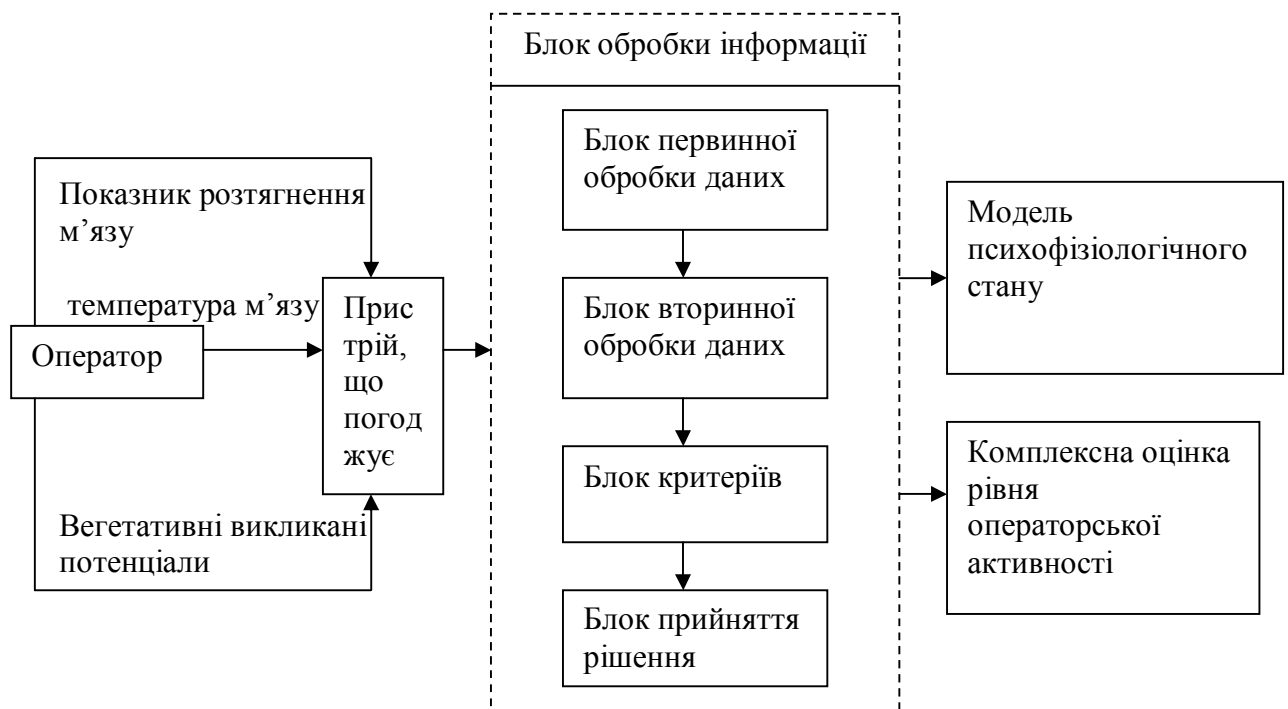 Блок обробки інформації
Блок первинної
обробки даних
Показник розтягнення
м’язу
Модель
психофізіологічного
стану
температура м’язу
Оператор
Прис
трій,
що
погод
жує
Блок вторинної
обробки даних
Блок критеріїв
Комплексна оцінка
рівня
операторської
активності
Вегетативні викликані
потенціали
Блок прийняття
рішення